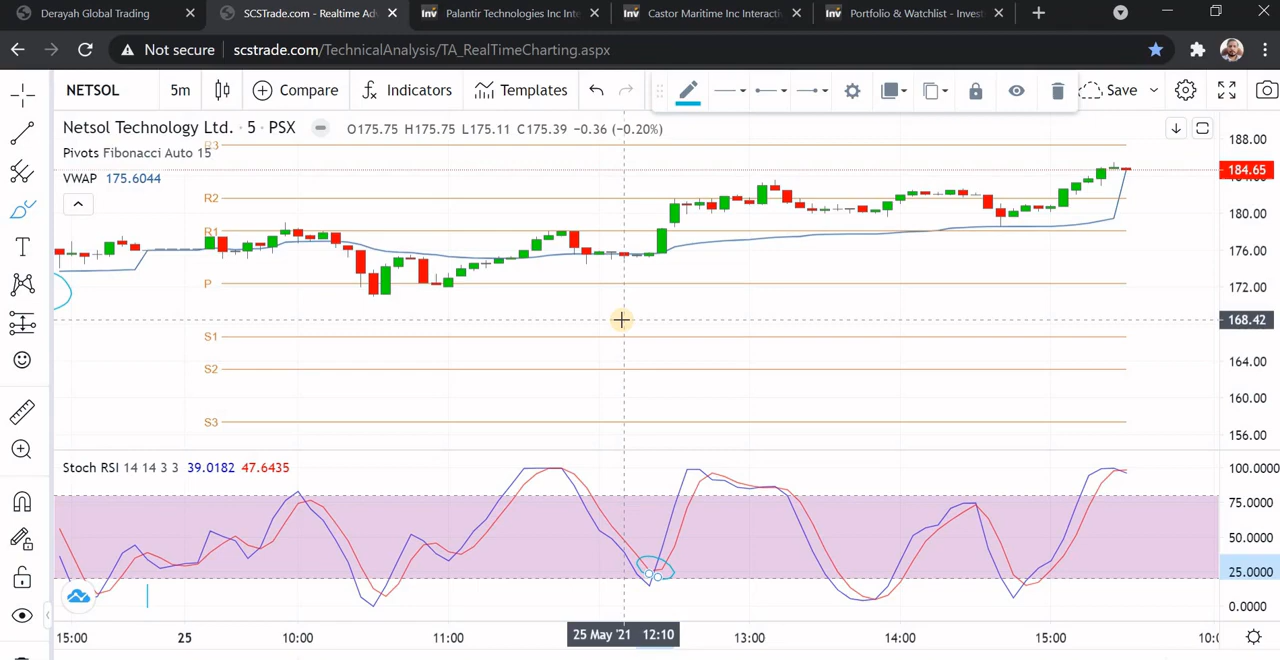 Derayah Global Trading
SCSTrade.com - Realtime Adv
Palantir Technologies Inc Inte
Castor Maritime Inc Interacti
Portfolio & Watchlist - Invest
Not secure
scstrade.com/TechnicalAnalysis/TA_RealTimeCharting.aspx
NETSOL 5m Compare Indicators Templates Save
Netsol Technology Ltd. · 5 · PSX O175.75 H175.75 L175.11 C175.39 −0.36 (−0.20%)
Pivots Fibonacci Auto 15
VWAP 175.6044
R3
R2
R1
P
S1
S2
S3
188.00
184.65
180.00
176.00
172.00
168.42
164.00
160.00
156.00
Stoch RSI 14 14 3 3 39.0182 47.6435
100.0000
75.0000
50.0000
25.0000
0.0000
15:00 25 10:00 11:00 25 May '21 12:10 13:00 14:00 15:00 10:0